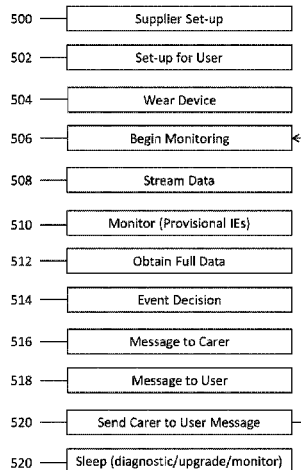 500 Supplier Set-up
502 Set-up for User
504 Wear Device
506 Begin Monitoring
508 Stream Data
510 Monitor (Provisional IEs)
512 Obtain Full Data
514 Event Decision
516 Message to Carer
518 Message to User
520 Send Carer to User Message
520 Sleep (diagnostic/upgrade/monitor)